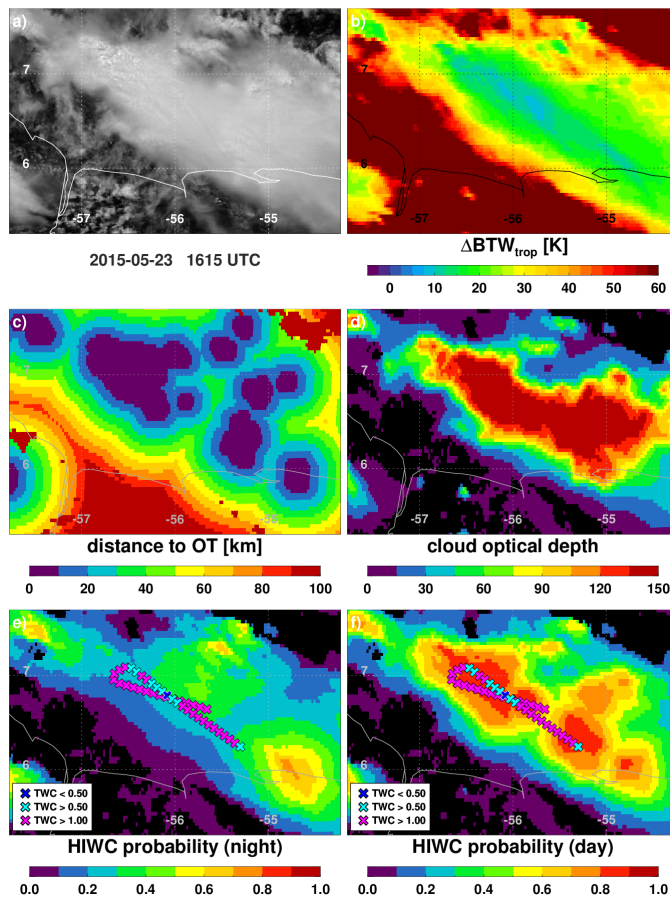 a)
7
6
-57 -56 -55
2015-05-23 1615 UTC
b)
7
6
-57 -56 -55
ΔBTWtrop [K]
0 10 20 30 40 50 60
c)
7
6
-57 -56 -55
distance to OT [km]
0 20 40 60 80 100
d)
7
6
-57 -56 -55
cloud optical depth
0 30 60 90 120 150
e)
7
6
-56 -55
TWC < 0.50
TWC > 0.50
TWC > 1.00
HIWC probability (night)
0.0 0.2 0.4 0.6 0.8 1.0
f)
7
6
-56 -55
TWC < 0.50
TWC > 0.50
TWC > 1.00
HIWC probability (day)
0.0 0.2 0.4 0.6 0.8 1.0